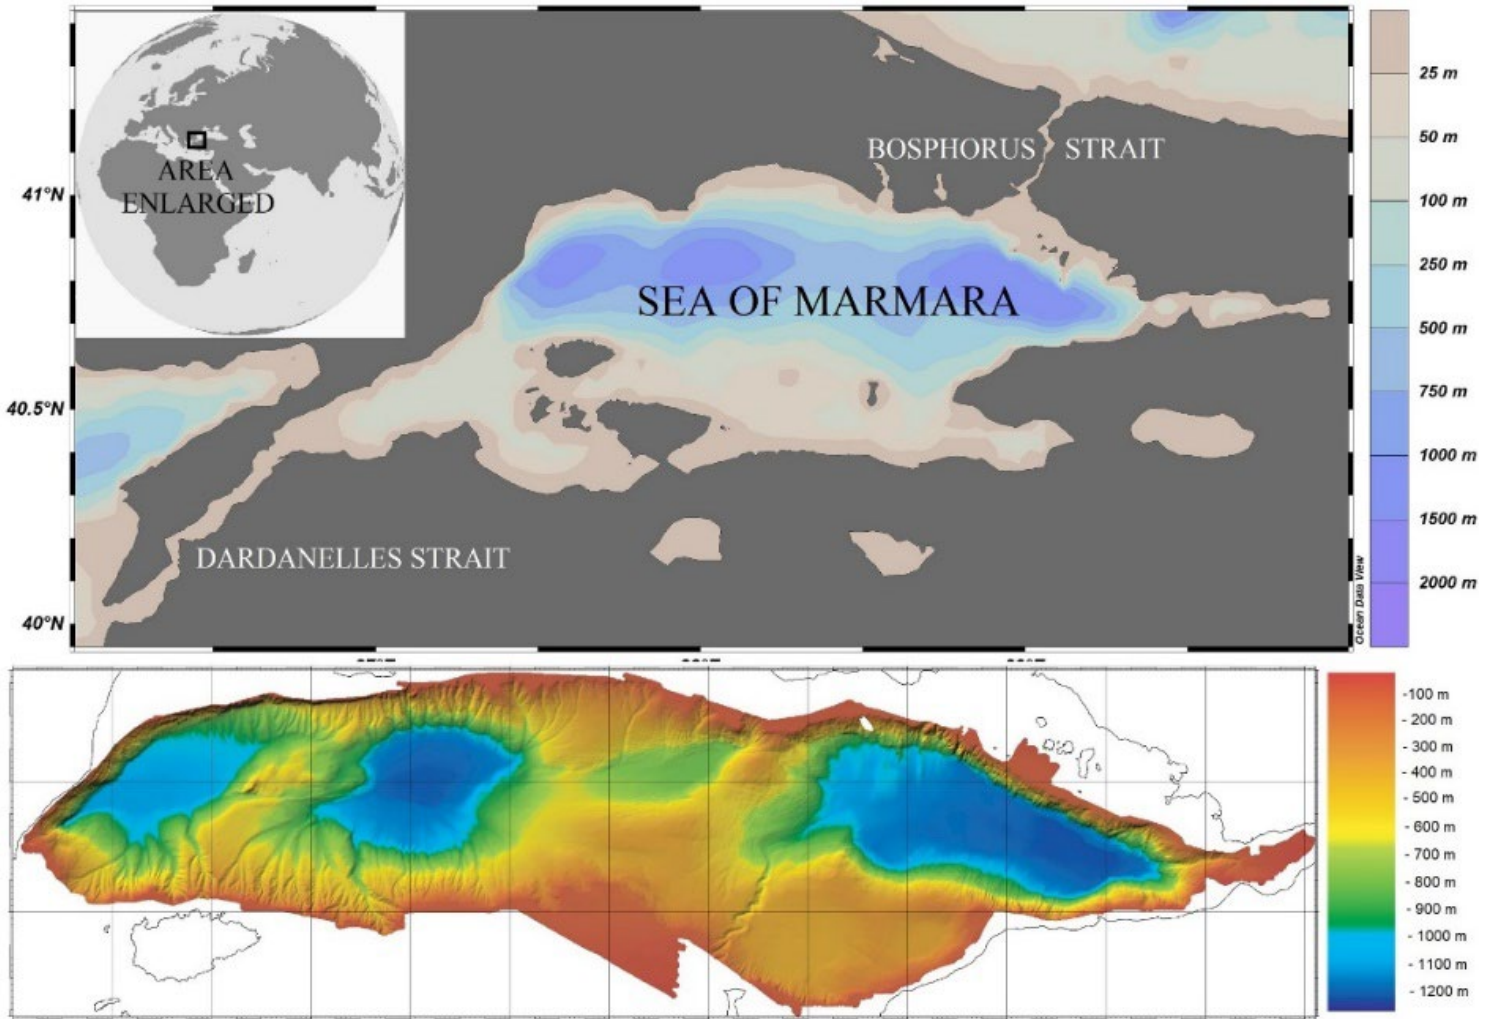 AREA
ENLARGED
BOSPHORUS STRAIT
SEA OF MARMARA
DARDANELLES STRAIT
41°N
40.5°N
40°N
25 m
50 m
100 m
250 m
500 m
750 m
1000 m
1500 m
2000 m
Ocean Data View
-100 m
- 200 m
- 300 m
- 400 m
- 500 m
- 600 m
- 700 m
- 800 m
- 900 m
- 1000 m
- 1100 m
- 1200 m